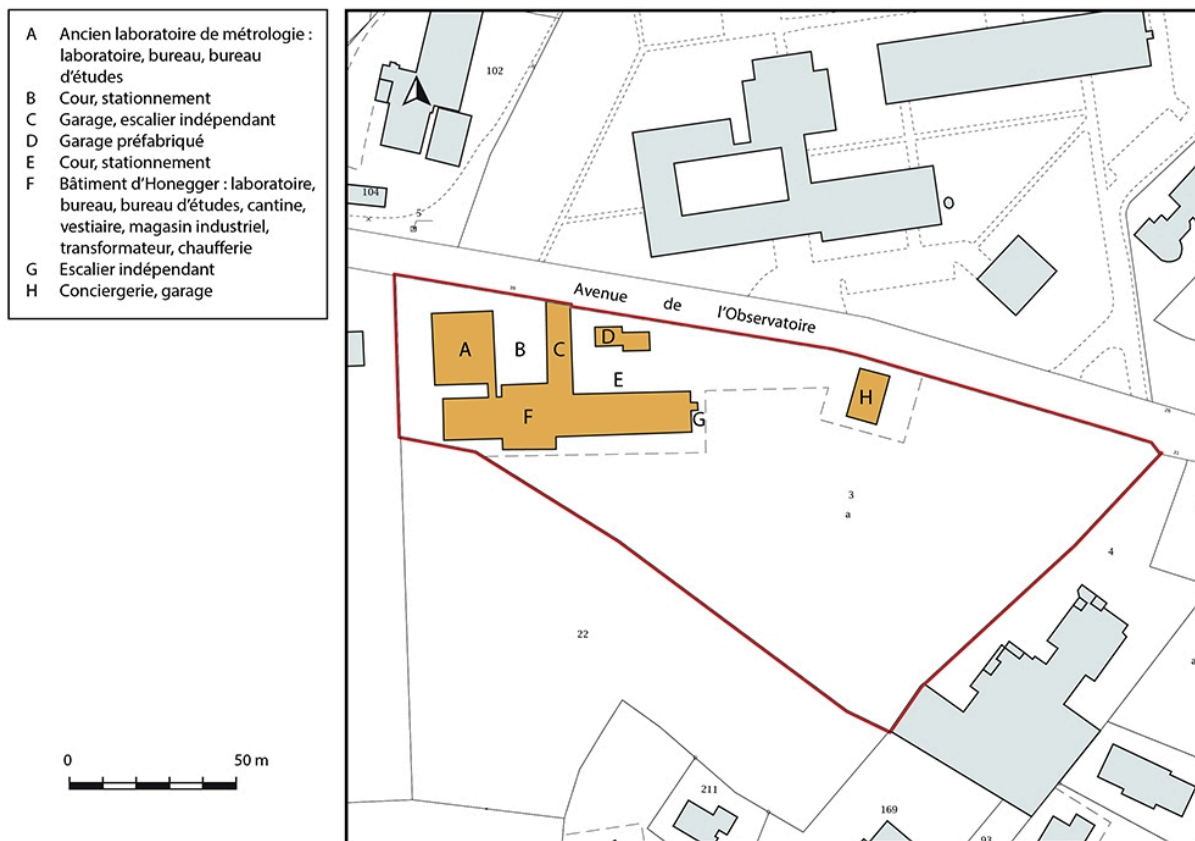 A Ancien laboratoire de métrologie :
laboratoire, bureau, bureau
d'études
B Cour, stationnement
C Garage, escalier indépendant
D Garage préfabriqué
E Cour, stationnement
F Bâtiment d'Honegger : laboratoire,
bureau, bureau d'études, cantine,
vestiaire, magasin industriel,
transformateur, chaufferie
G Escalier indépendant
H Conciergerie, garage
102
104
5
O
Avenue de l'Observatoire
A
B
C
D
E
F
G
H
3
a
4
22
a
211
169
93
0 50 m